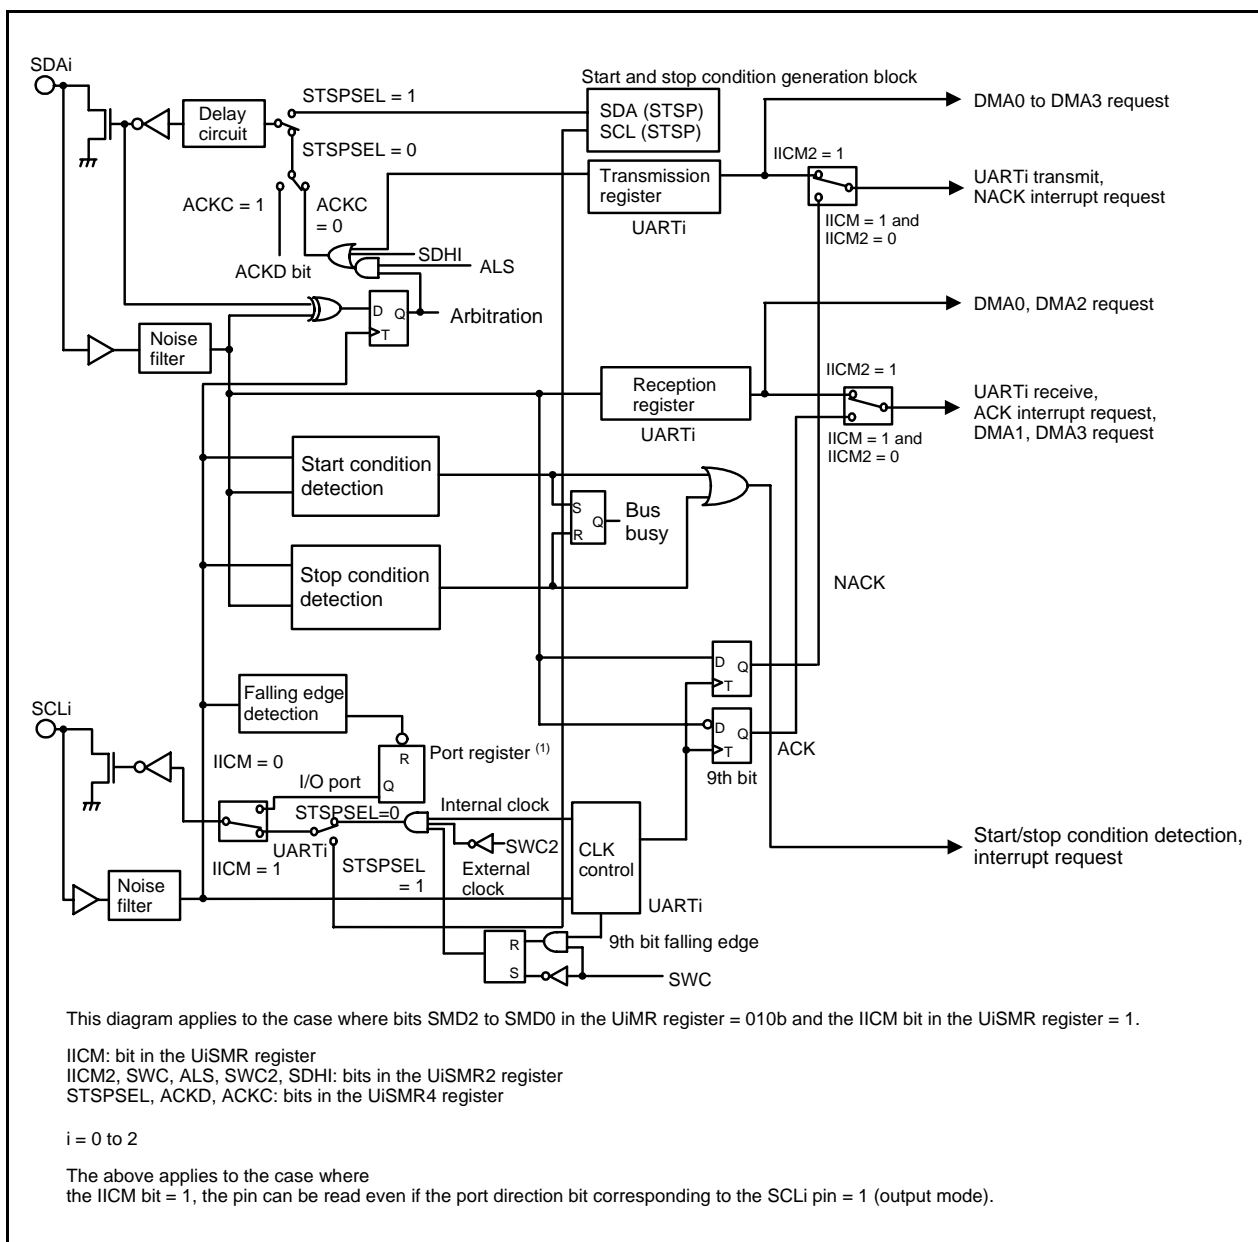 SDAi
Start and stop condition generation block
STSPSEL = 1
SDA (STSP)
SCL (STSP)
DMA0 to DMA3 request
Delay
circuit
STSPSEL = 0
IICM2 = 1
Transmission
register
UARTi transmit,
NACK interrupt request
ACKC = 1
ACKC
= 0
UARTi
IICM = 1 and
IICM2 = 0
SDHI
ACKD bit
ALS
D
Q
T
Arbitration
DMA0, DMA2 request
Noise
filter
IICM2 = 1
Reception
register
UARTi receive,
ACK interrupt request,
DMA1, DMA3 request
UARTi
IICM = 1 and
IICM2 = 0
Start condition
detection
S
Q
R
Bus
busy
Stop condition
detection
NACK
D
Q
T
Falling edge
detection
SCLi
D
Q
T
ACK
9th bit
R
Q
Port register (1)
IICM = 0
I/O port
Internal clock
STSPSEL=0
UARTi
SWC2
CLK
control
Start/stop condition detection,
interrupt request
IICM = 1
STSPSEL
= 1
External
clock
Noise
filter
UARTi
R
S
9th bit falling edge
SWC
This diagram applies to the case where bits SMD2 to SMD0 in the UiMR register = 010b and the IICM bit in the UiSMR register = 1.
IICM: bit in the UiSMR register
IICM2, SWC, ALS, SWC2, SDHI: bits in the UiSMR2 register
STSPSEL, ACKD, ACKC: bits in the UiSMR4 register
i = 0 to 2
The above applies to the case where
the IICM bit = 1, the pin can be read even if the port direction bit corresponding to the SCLi pin = 1 (output mode).